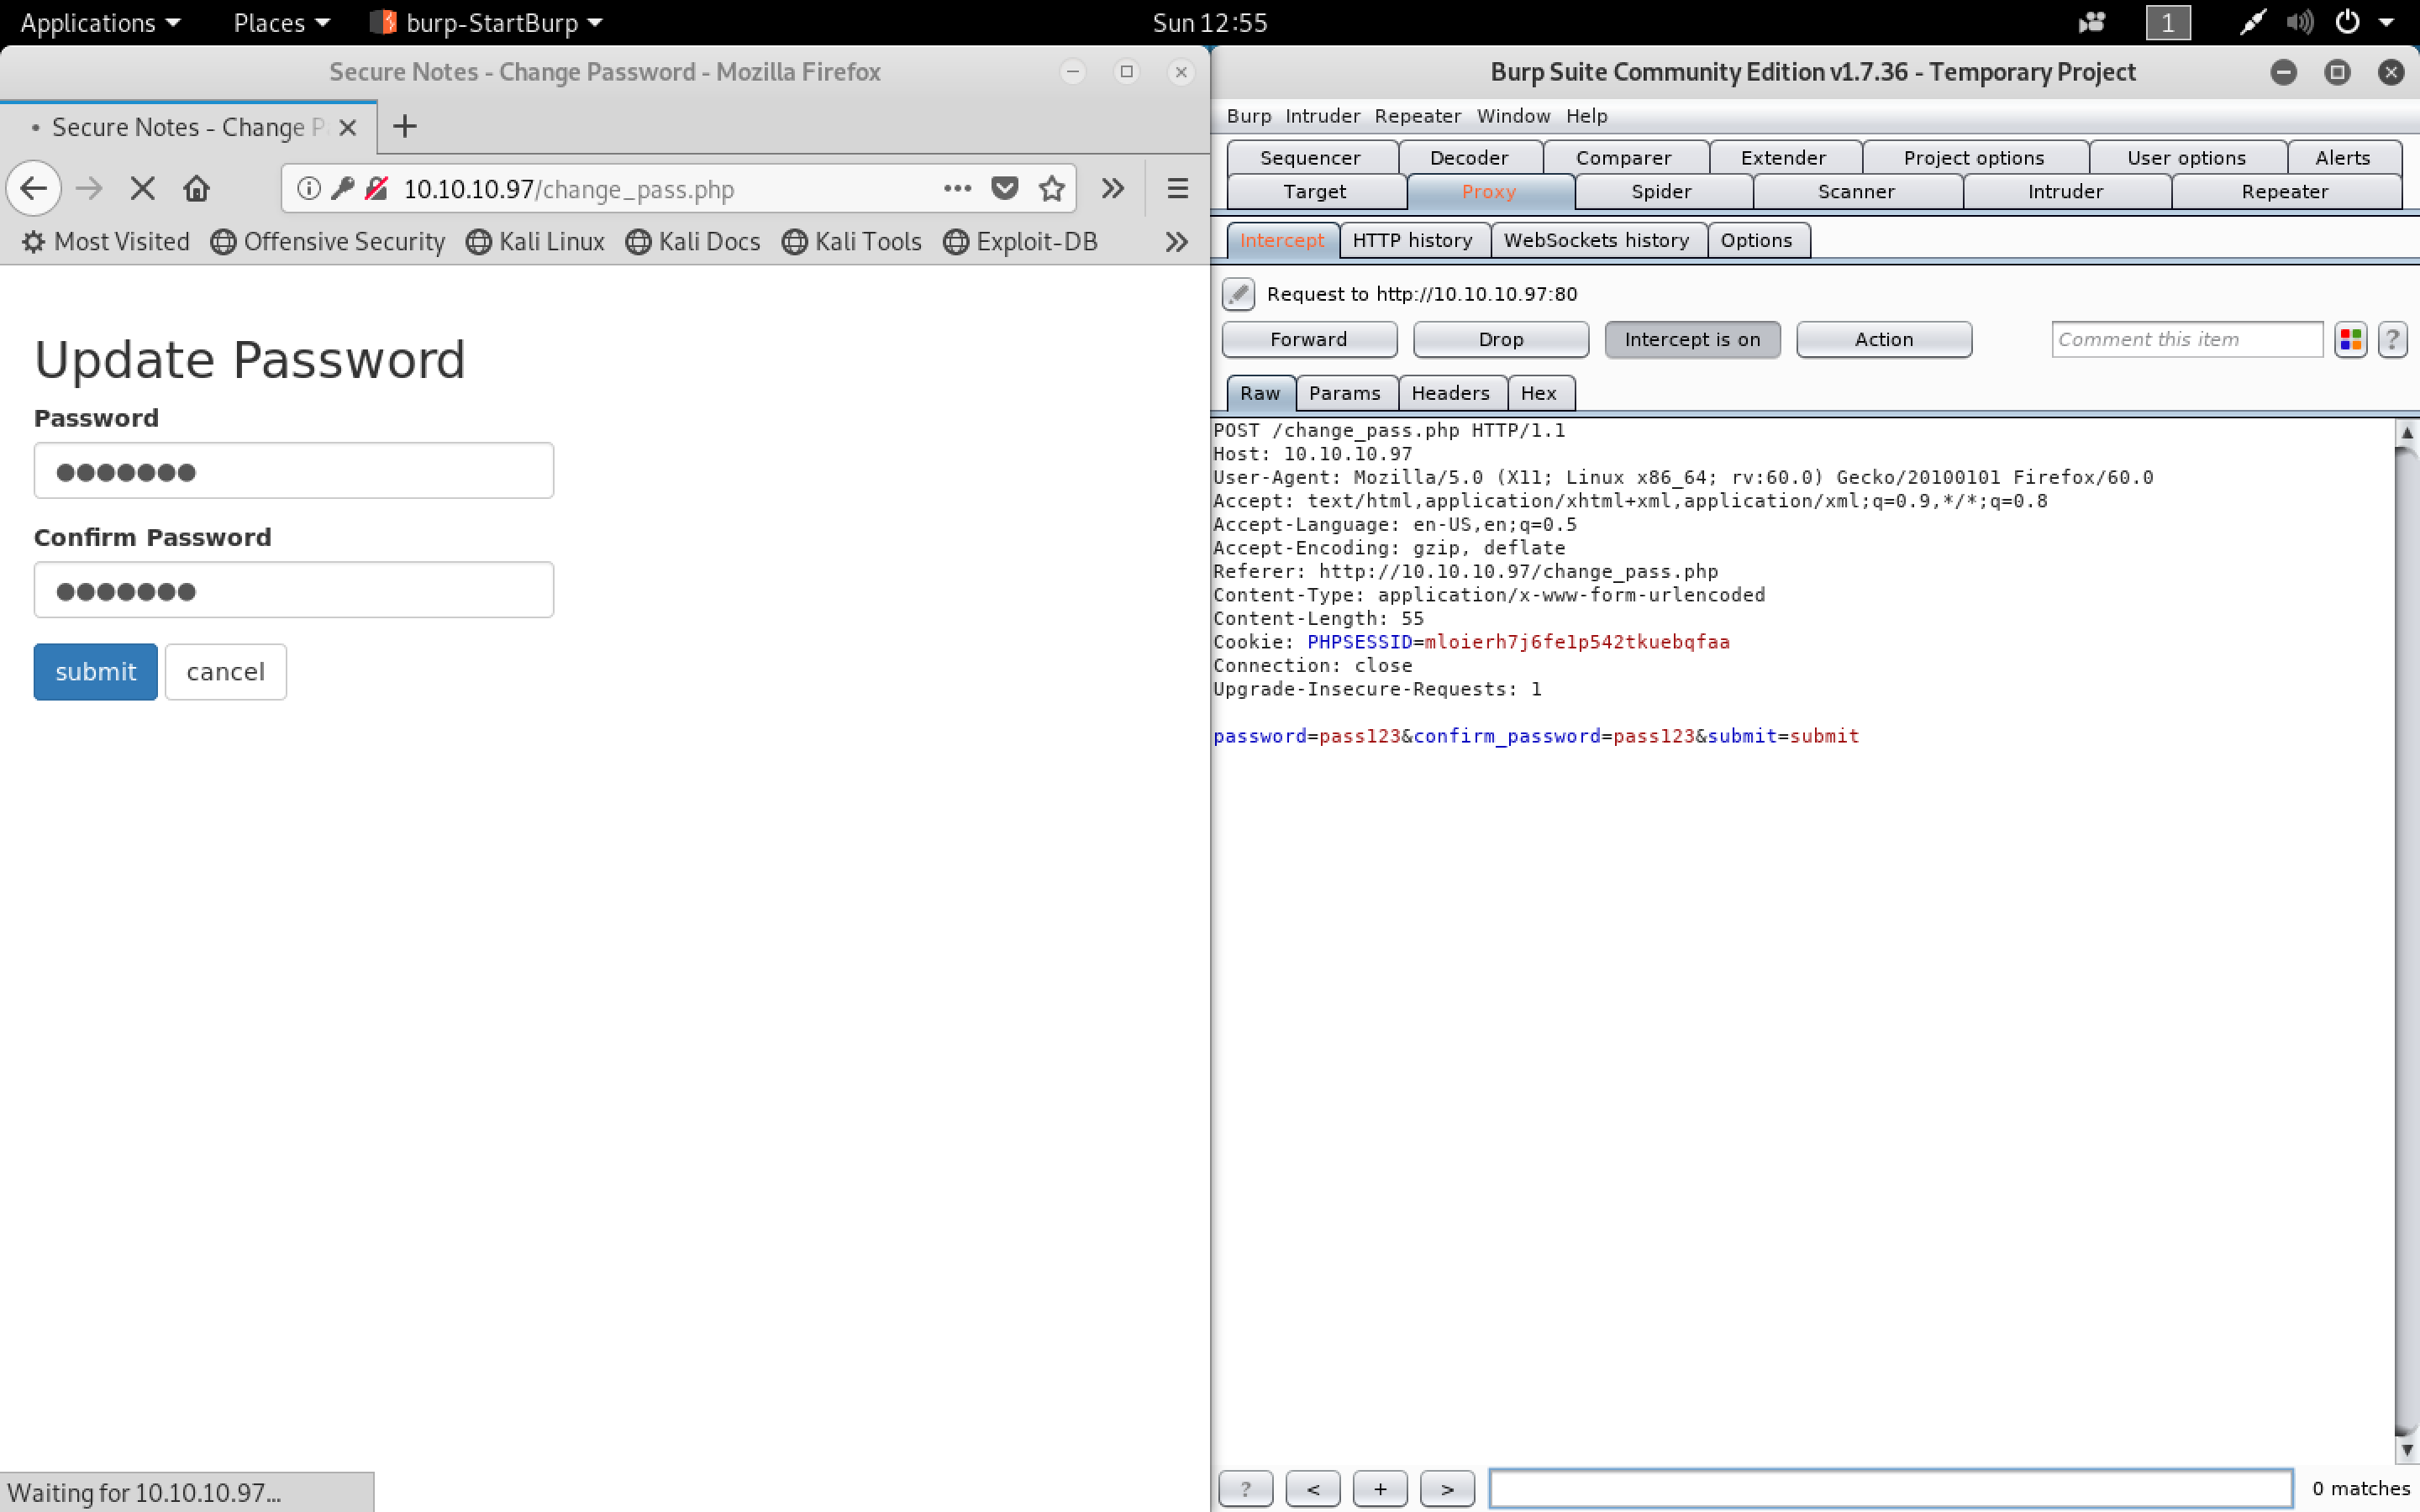 Applications Places burp-StartBurp Sun 12:55 1
Secure Notes - Change Password - Mozilla Firefox
Secure Notes - Change P
10.10.10.97/change_pass.php
Most Visited Offensive Security Kali Linux Kali Docs Kali Tools Exploit-DB
Update Password
Password
Confirm Password
submit cancel
Waiting for 10.10.10.97...
Burp Suite Community Edition v1.7.36 - Temporary Project
Burp Intruder Repeater Window Help
Sequencer Decoder Comparer Extender Project options User options Alerts
Target Proxy Spider Scanner Intruder Repeater
Intercept HTTP history WebSockets history Options
Request to http://10.10.10.97:80
Forward Drop Intercept is on Action Comment this item ?
Raw Params Headers Hex
POST /change_pass.php HTTP/1.1
Host: 10.10.10.97
User-Agent: Mozilla/5.0 (X11; Linux x86_64; rv:60.0) Gecko/20100101 Firefox/60.0
Accept: text/html,application/xhtml+xml,application/xml;q=0.9,*/*;q=0.8
Accept-Language: en-US,en;q=0.5
Accept-Encoding: gzip, deflate
Referer: http://10.10.10.97/change_pass.php
Content-Type: application/x-www-form-urlencoded
Content-Length: 55
Cookie: PHPSESSID=mloierh7j6fe1p542tkuebqfaa
Connection: close
Upgrade-Insecure-Requests: 1
password=pass123&confirm_password=pass123&submit=submit
? < + > 0 matches